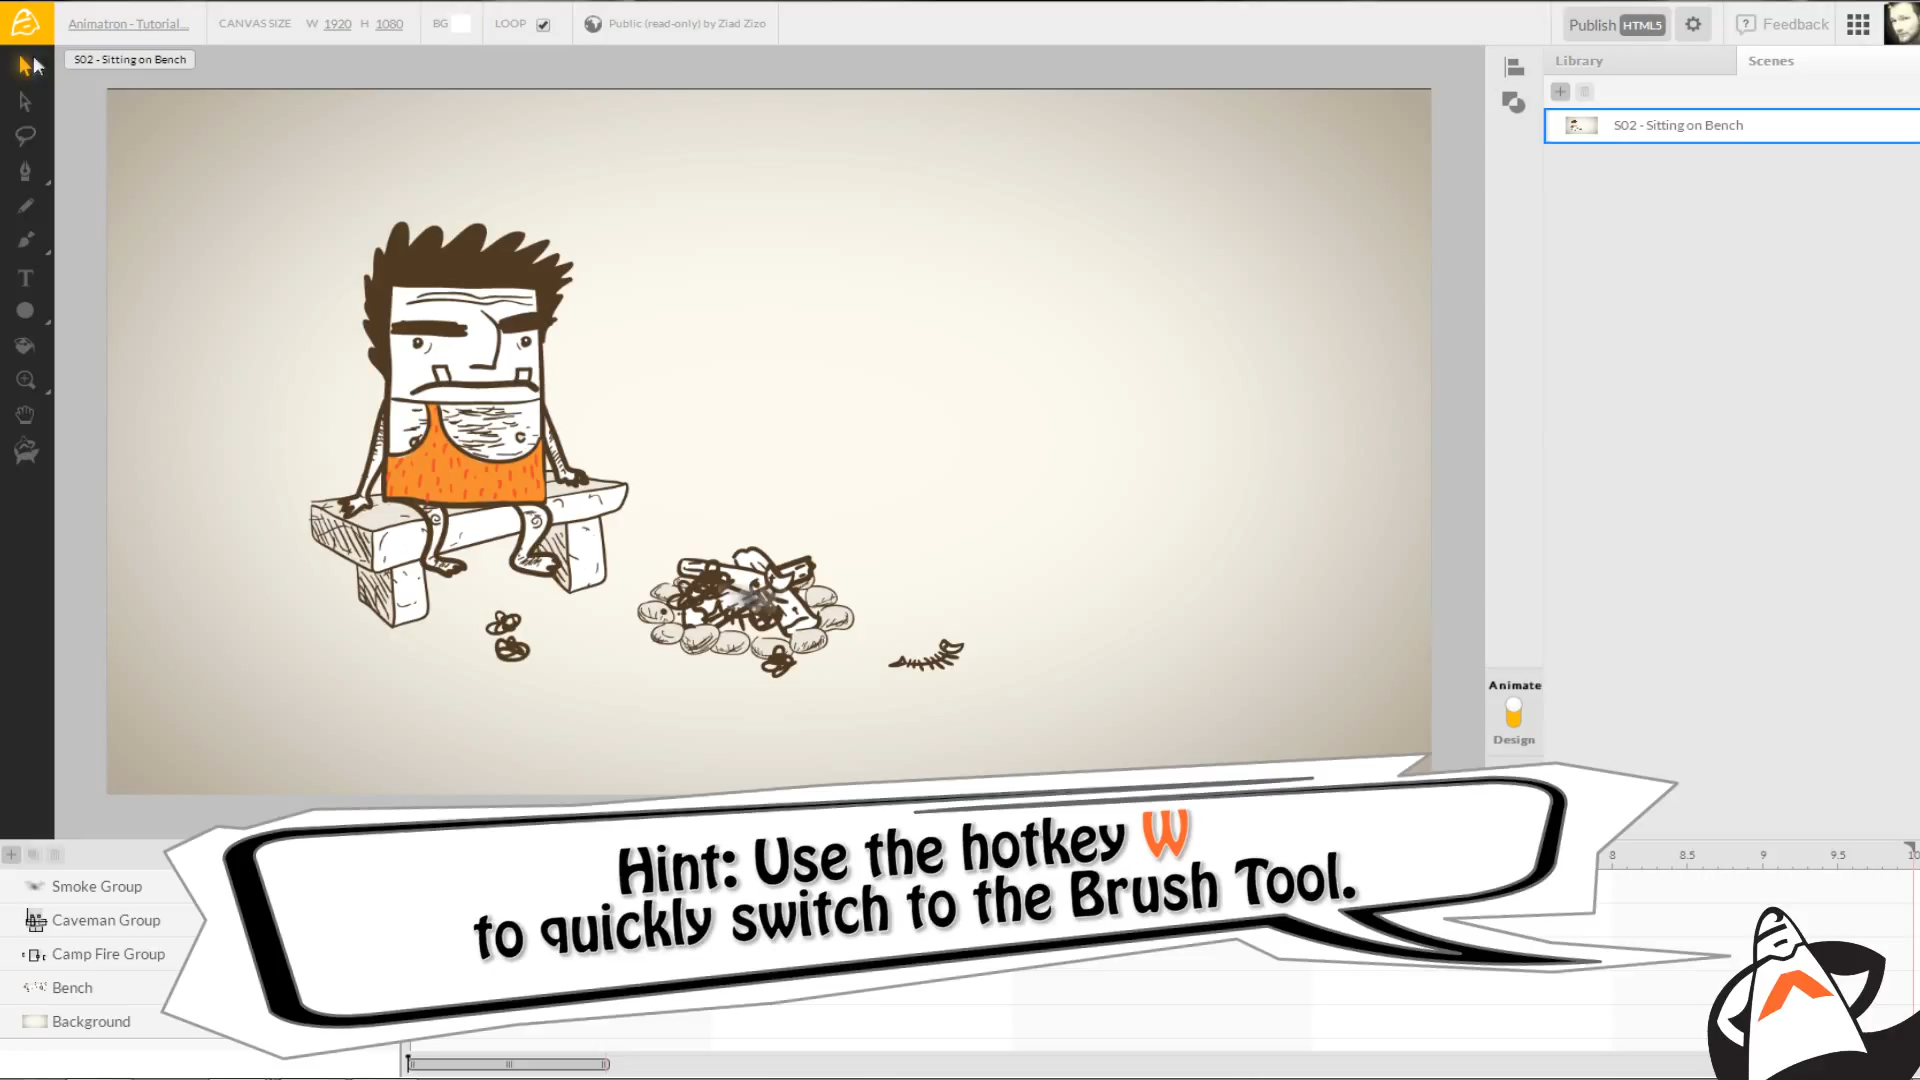 Animatron - Tutorial...
CANVAS SIZE W 1920 H 1080
BG
LOOP
Public (read-only) by Ziad Zizo
Publish HTML5
Feedback
S02 - Sitting on Bench
Library
Scenes
S02 - Sitting on Bench
T
Animate
Design
Hint: Use the hotkey W
to quickly switch to the Brush Tool.
8 8.5 9 9.5 10
Smoke Group
Caveman Group
Camp Fire Group
Bench
Background